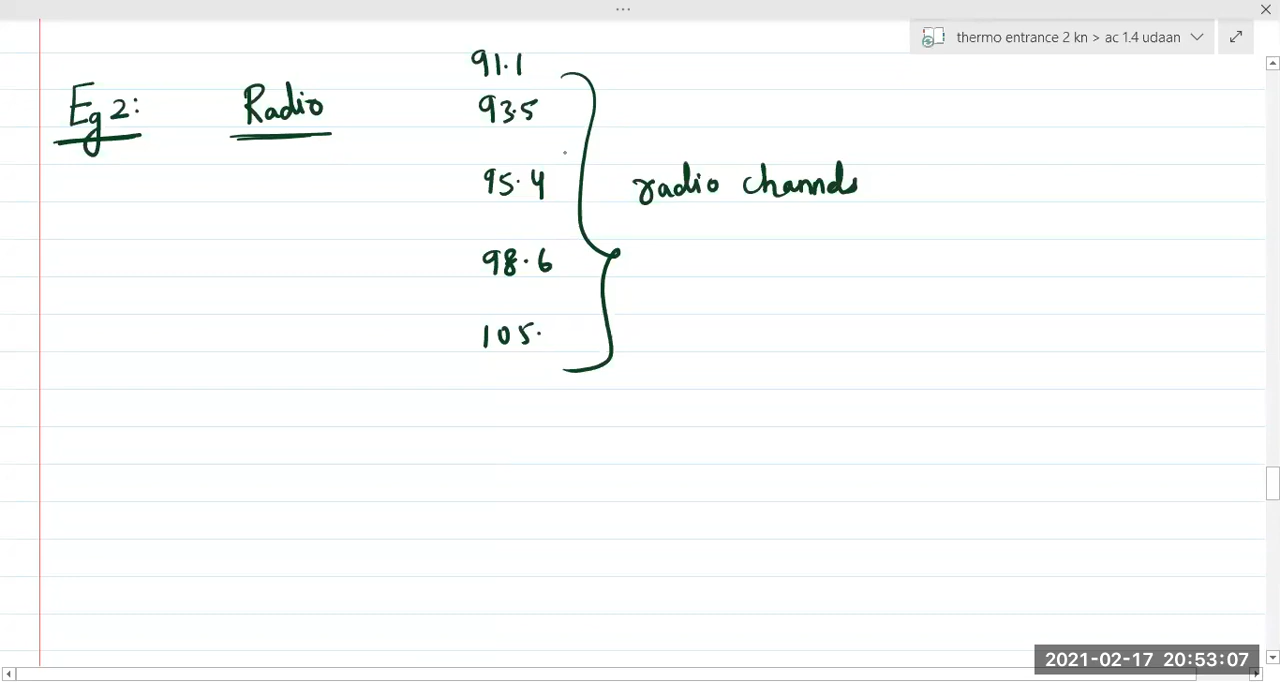 thermo entrance 2 kn > ac 1.4 udaan
91.1
Eg 2: Radio
93.5
95.4
radio channels
98.6
105.
2021-02-17 20:53:07